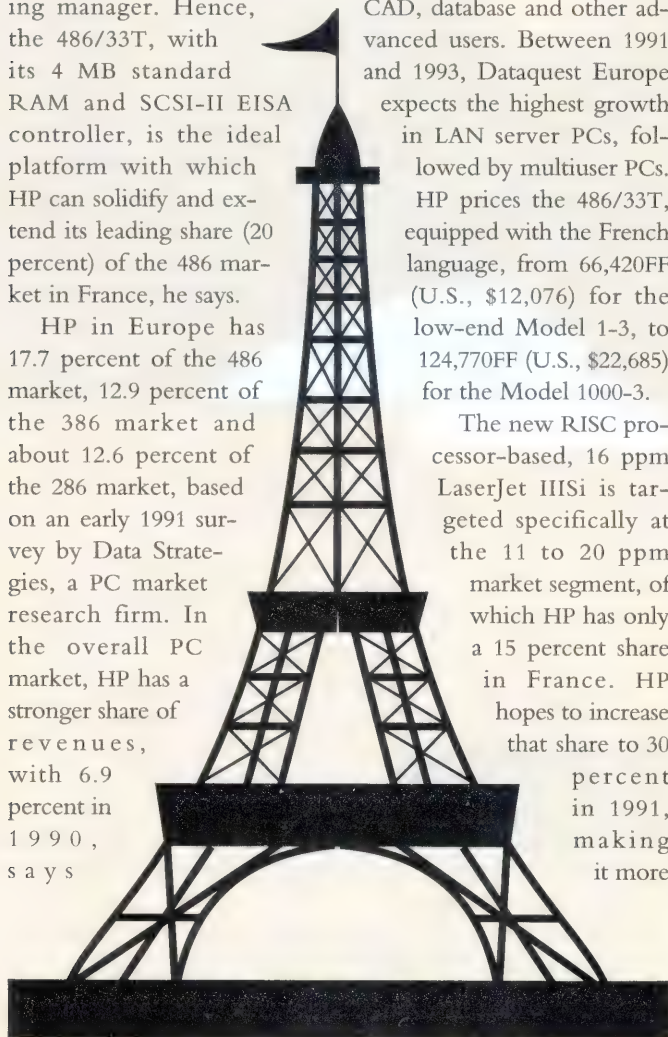 ing manager. Hence,
the 486/33T, with
its 4 MB standard
RAM and SCSI-II EISA
controller, is the ideal
platform with which
HP can solidify and ex-
tend its leading share (20
percent) of the 486 mar-
ket in France, he says.
HP in Europe has
17.7 percent of the 486
market, 12.9 percent of
the 386 market and
about 12.6 percent of
the 286 market, based
on an early 1991 sur-
vey by Data Strate-
gies, a PC market
research firm. In
the overall PC
market, HP has a
stronger share of
revenues,
with 6.9
percent in
1990,
says
CAD, database and other ad-
vanced users. Between 1991
and 1993, Dataquest Europe
expects the highest growth
in LAN server PCs, fol-
lowed by multiuser PCs.
HP prices the 486/33T,
equipped with the French
language, from 66,420FF
(U.S., $12,076) for the
low-end Model 1-3, to
124,770FF (U.S., $22,685)
for the Model 1000-3.
The new RISC pro-
cessor-based, 16 ppm
LaserJet IIISi is tar-
geted specifically at
the 11 to 20 ppm
market segment, of
which HP has only
a 15 percent share
in France. HP
hopes to increase
that share to 30
percent
in 1991,
making
it more